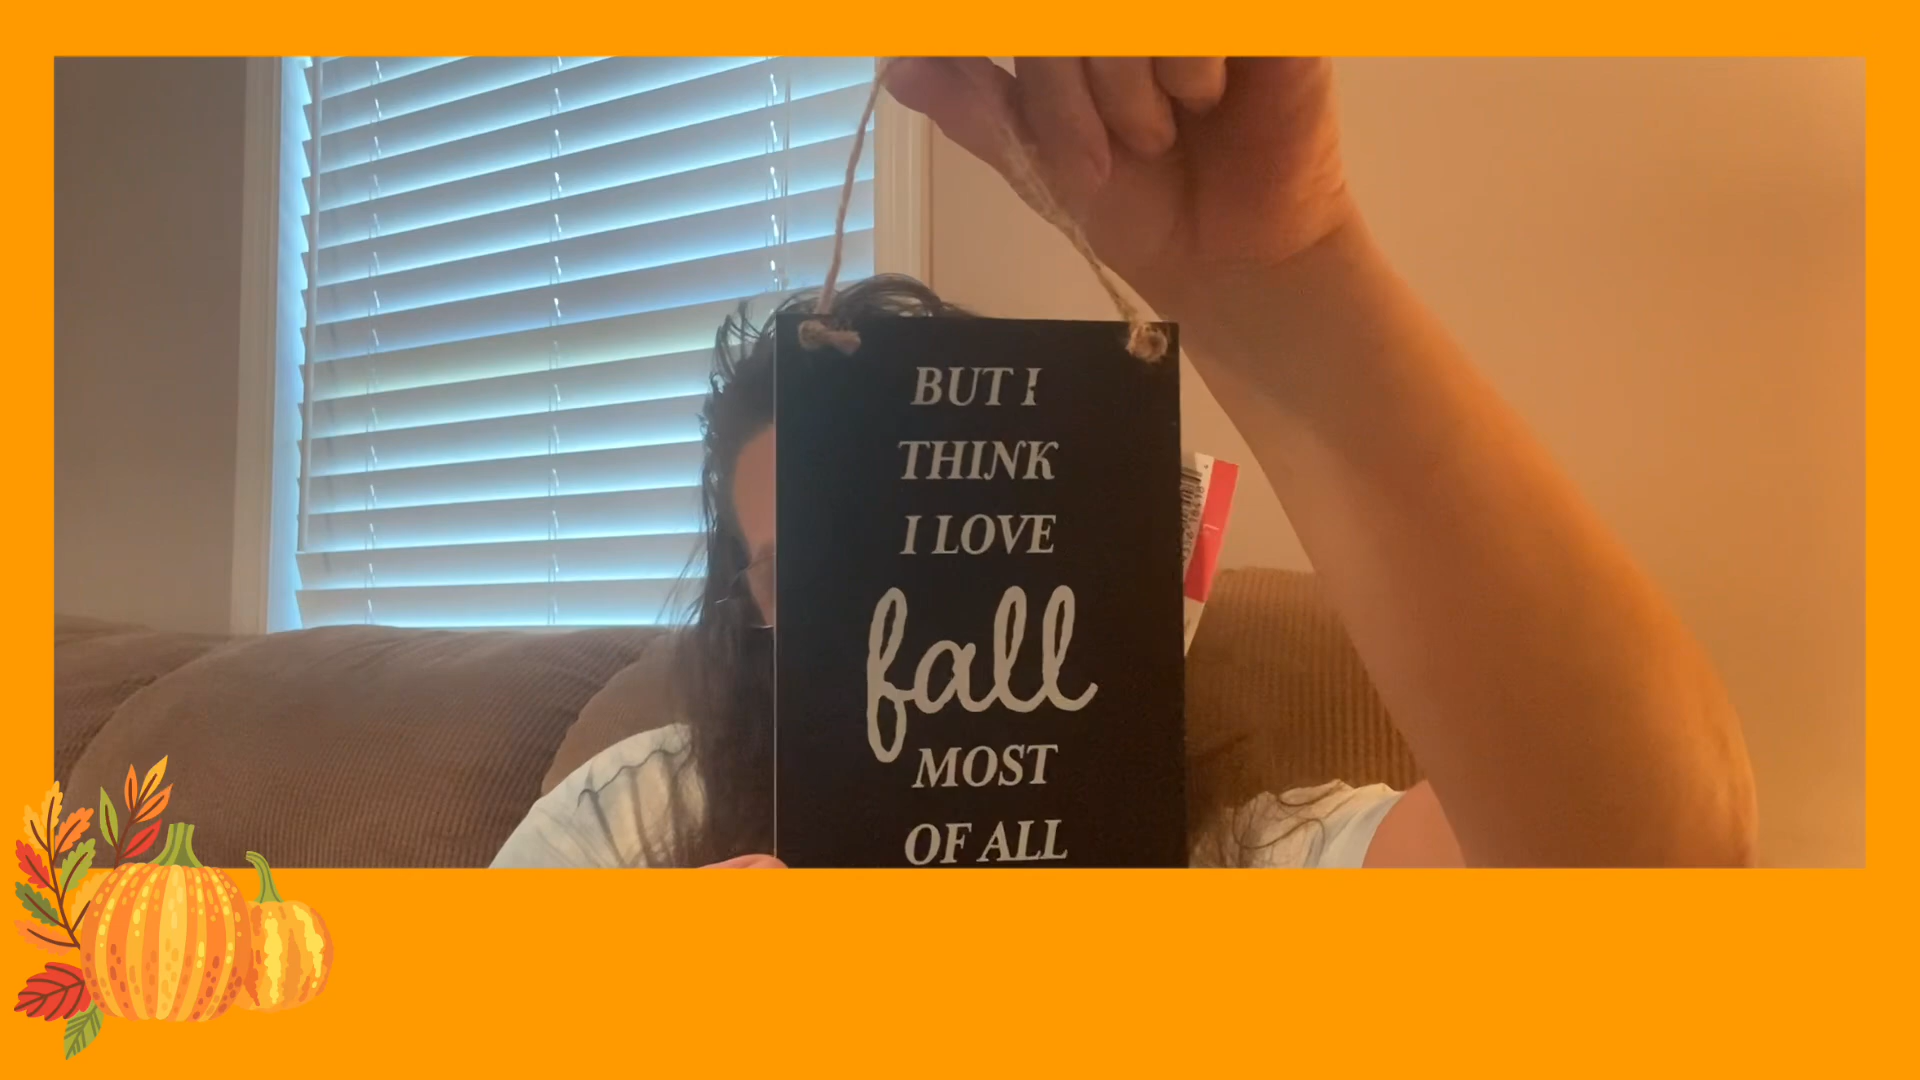 BUT I
THINK
I LOVE
fall
MOST
OF ALL